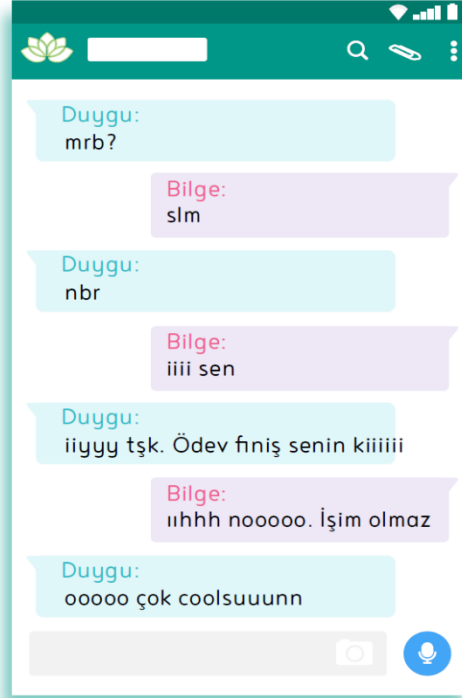 Duygu:
mrb?
Bilge:
slm
Duygu:
nbr
Bilge:
iiii sen
Duygu:
iiyyy tşk. Ödev finiş senin kiiiiii
Bilge:
ııhhh nooooo. İşim olmaz
Duygu:
ooooo çok coolsuuunn